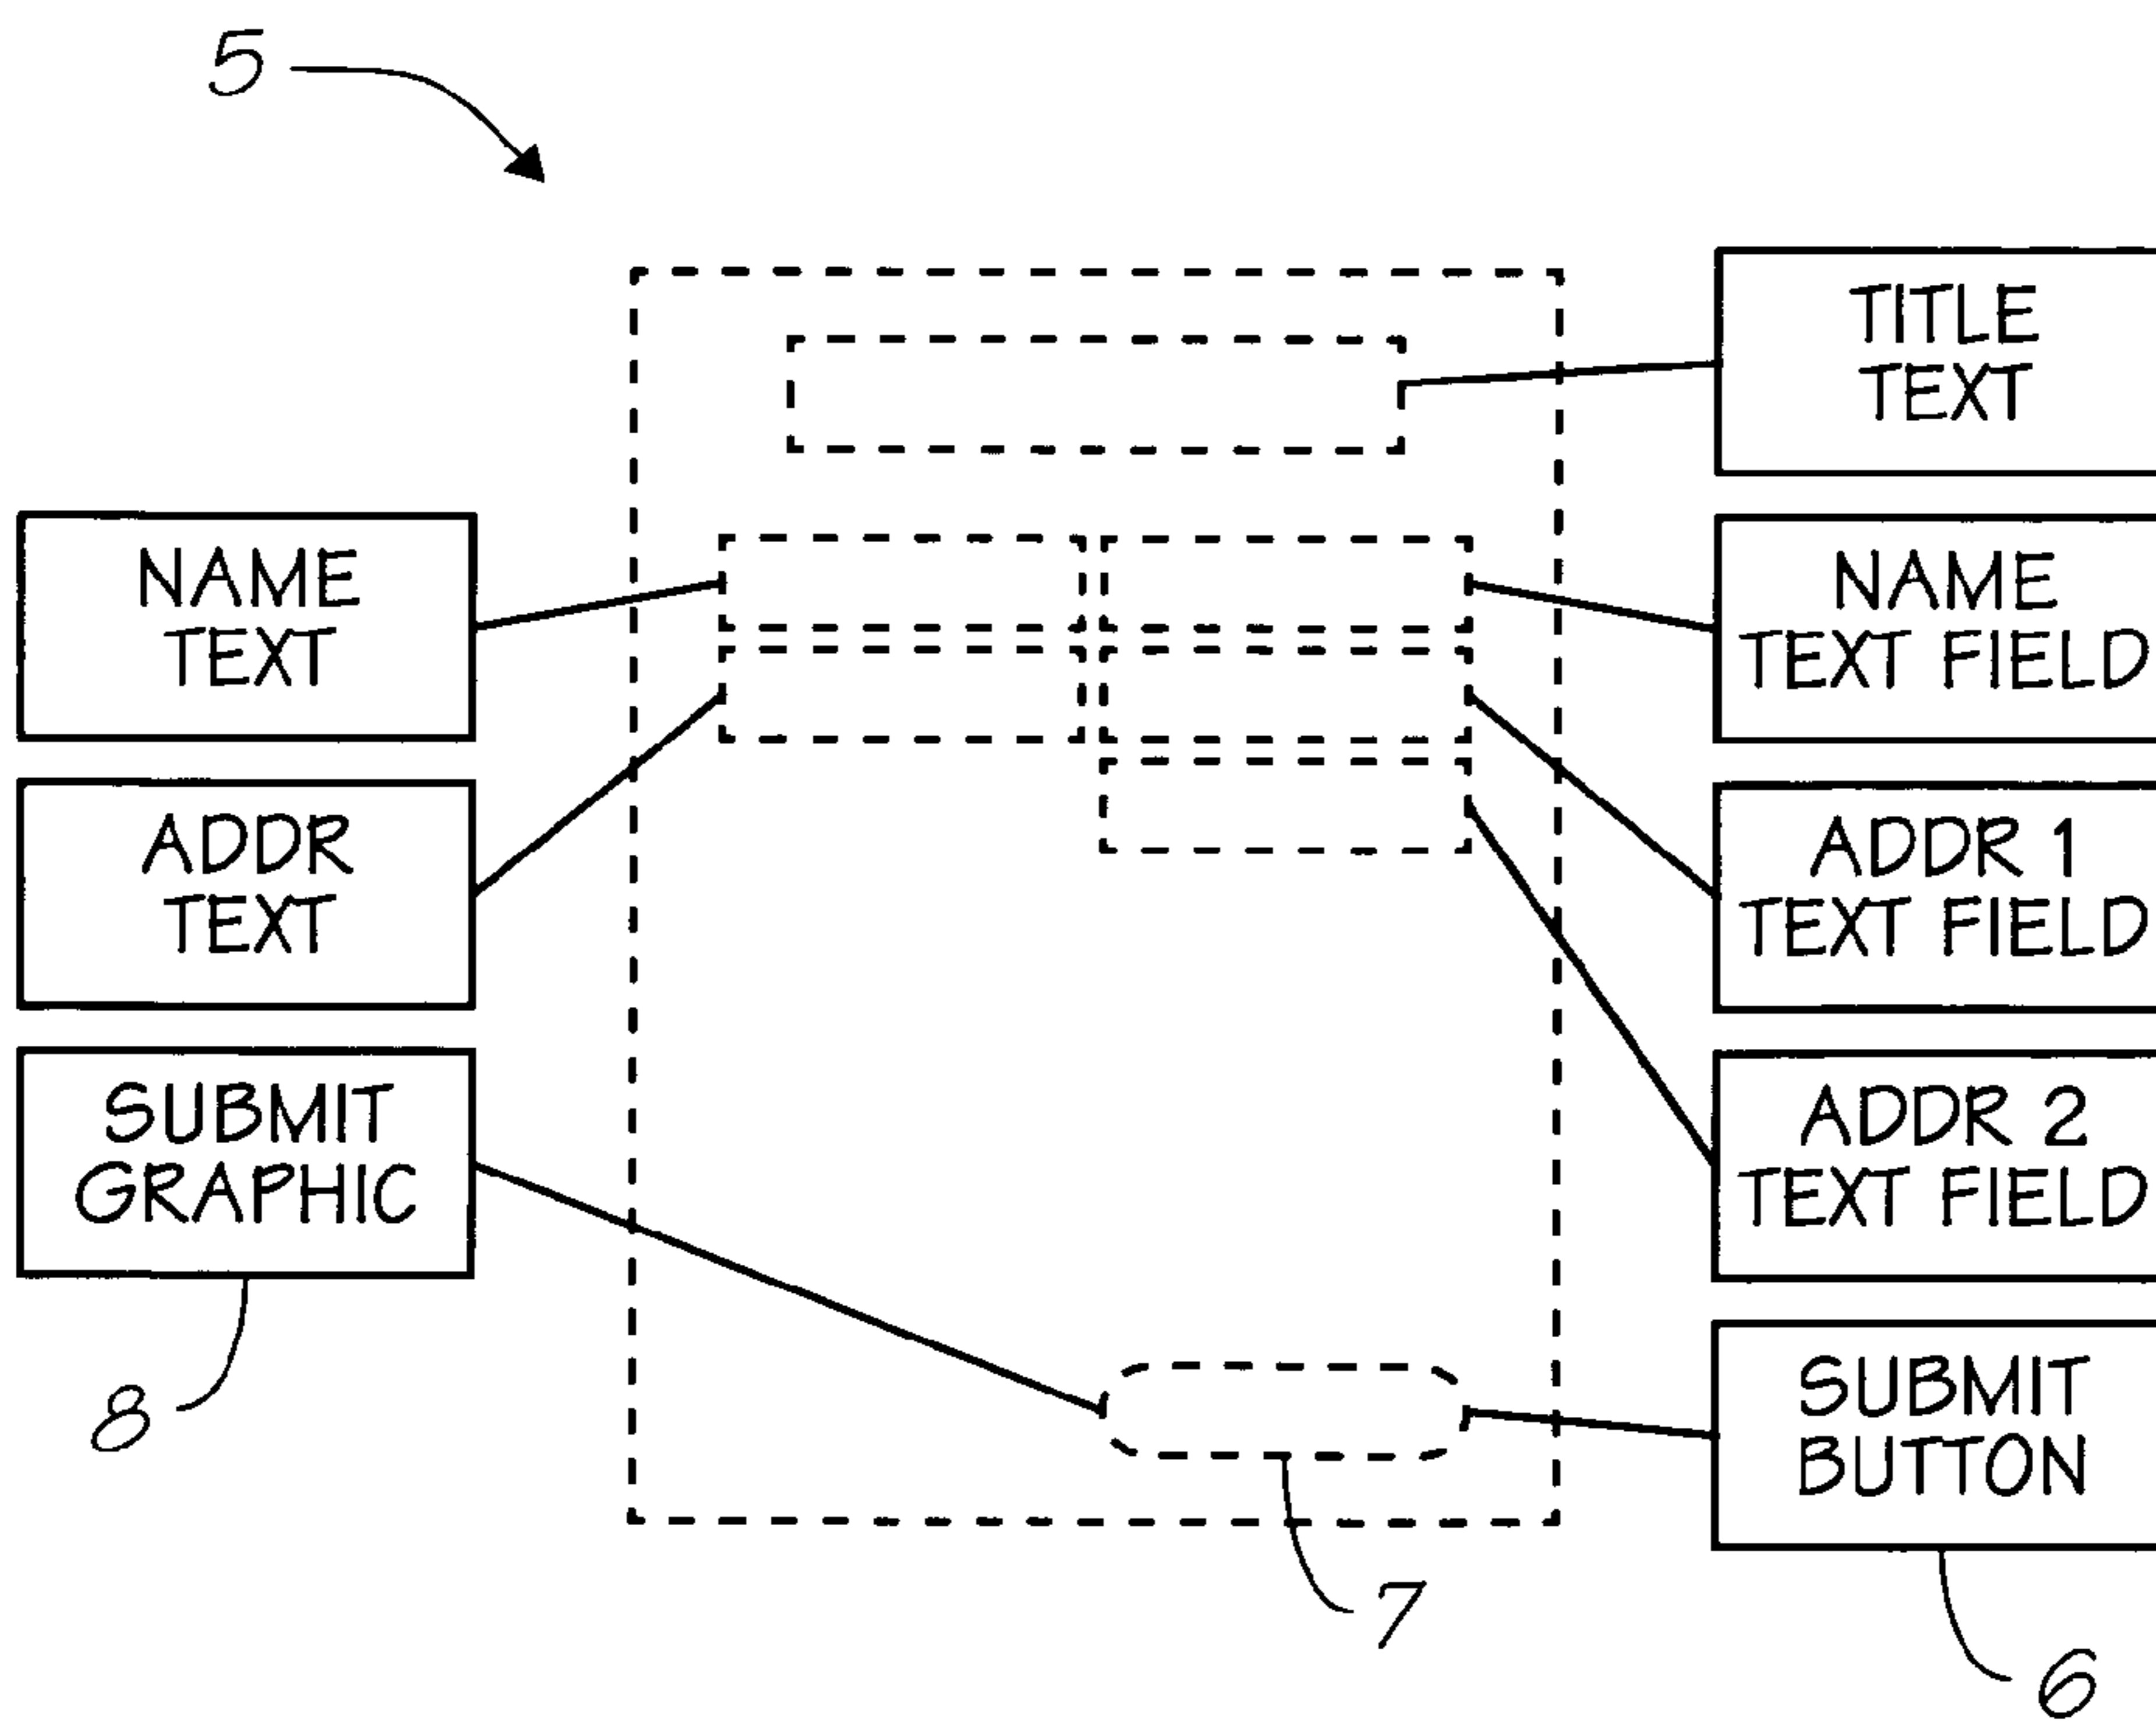 5
TITLE
TEXT
NAME
TEXT
NAME
TEXT FIELD
ADDR
TEXT
ADDR 1
TEXT FIELD
SUBMIT
GRAPHIC
ADDR 2
TEXT FIELD
SUBMIT
BUTTON
8
7
6